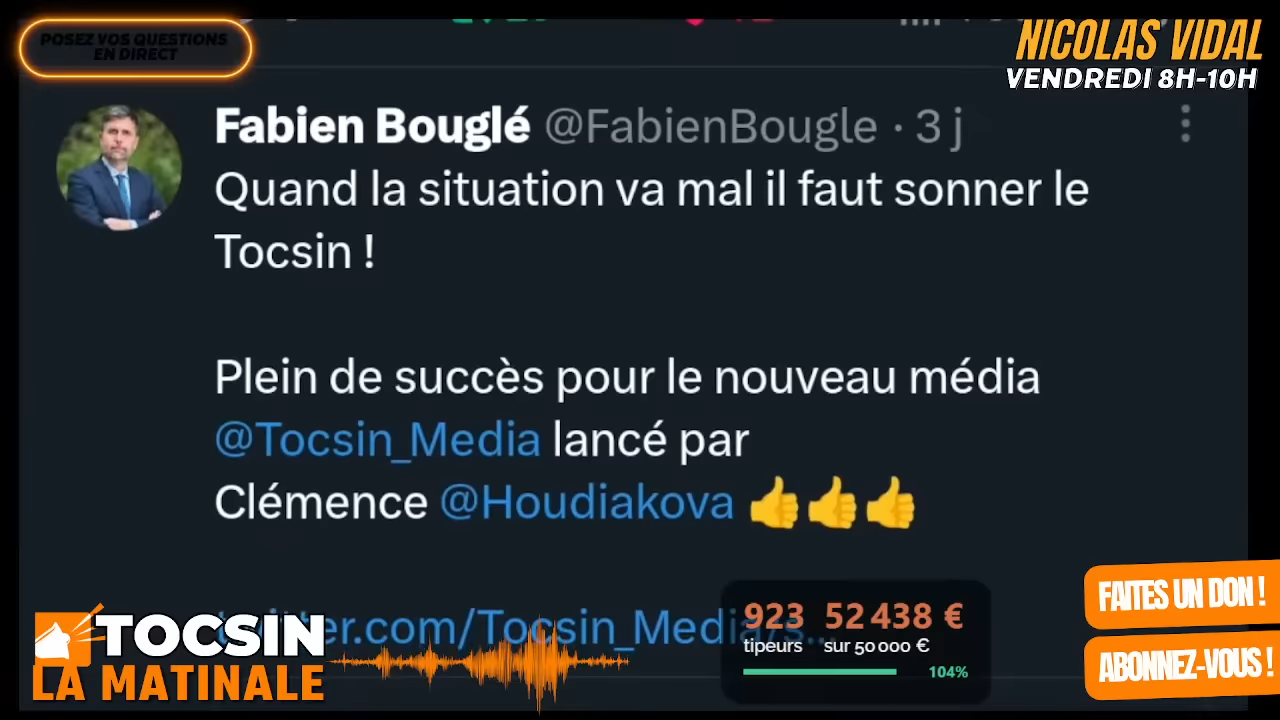 POSEZ VOS QUESTIONS
EN DIRECT
NICOLAS VIDAL
VENDREDI 8H-10H
Fabien Bouglé @FabienBougle · 3 j
Quand la situation va mal il faut sonner le
Tocsin !
Plein de succès pour le nouveau média
@Tocsin_Media lancé par
Clémence @Houdiakova 👍👍👍
923 52 438 €
tipeurs sur 50 000 €
104%
TOCSIN
LA MATINALE
FAITES UN DON !
ABONNEZ-VOUS !